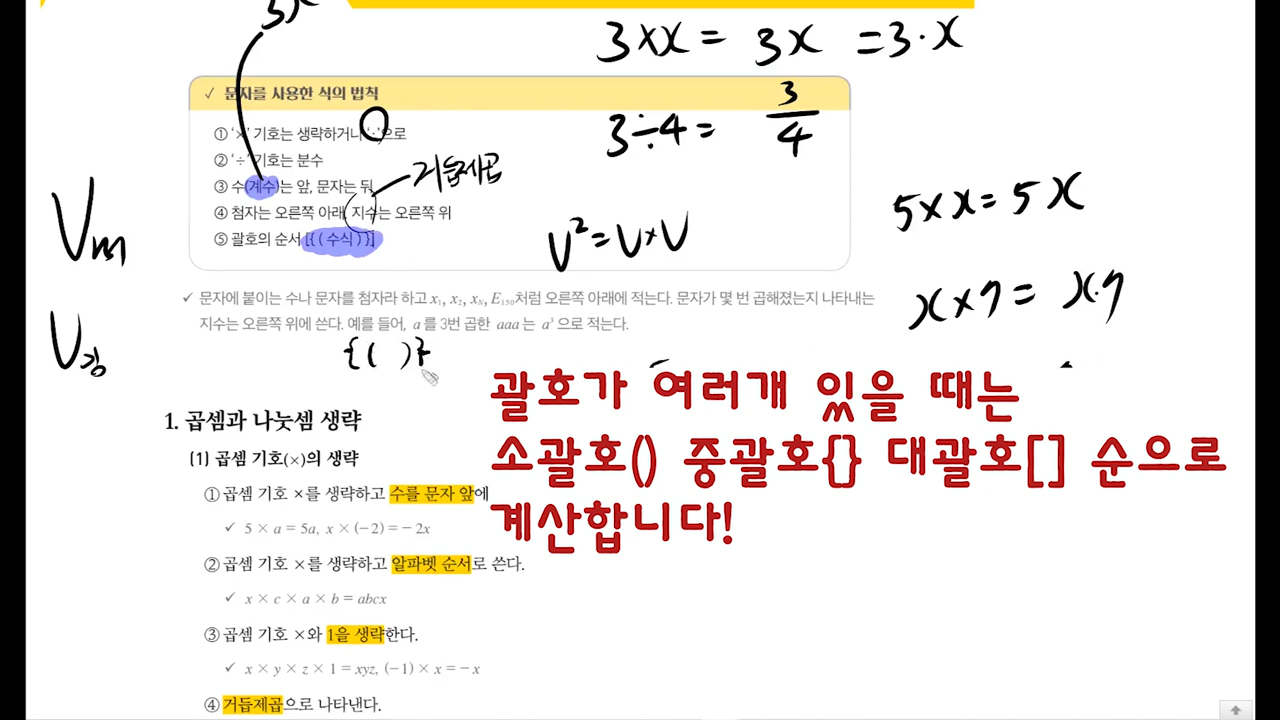 3x
3×x = 3x = 3·x
✓ 문자를 사용한 식의 법칙
① '×' 기호는 생략하거나 '·'으로
3÷4 = 3/4
② '÷' 기호는 분수
거듭제곱
③ 수(계수)는 앞, 문자는 뒤
5×x = 5x
④ 첨자는 오른쪽 아래, 지수는 오른쪽 위
Vm
⑤ 괄호의 순서 [{ ( 수식 ) }]
V² = V×V
✓ 문자에 붙이는 수나 문자를 첨자라 하고 x₁, x₂, x_N, E₁₅₀처럼 오른쪽 아래에 적는다. 문자가 몇 번 곱해졌는지 나타내는
지수는 오른쪽 위에 쓴다. 예를 들어, a 를 3번 곱한 aaa 는 a³ 으로 적는다.
{( )}
괄호가 여러개 있을 때는
소괄호() 중괄호{} 대괄호[] 순으로
계산합니다!
1. 곱셈과 나눗셈 생략
(1) 곱셈 기호(×)의 생략
① 곱셈 기호 ×를 생략하고 수를 문자 앞에
✓ 5 × a = 5a, x × (−2) = − 2x
② 곱셈 기호 ×를 생략하고 알파벳 순서로 쓴다.
✓ x × c × a × b = abcx
③ 곱셈 기호 ×와 1을 생략한다.
✓ x × y × z × 1 = xyz, (−1) × x = − x
④ 거듭제곱으로 나타낸다.